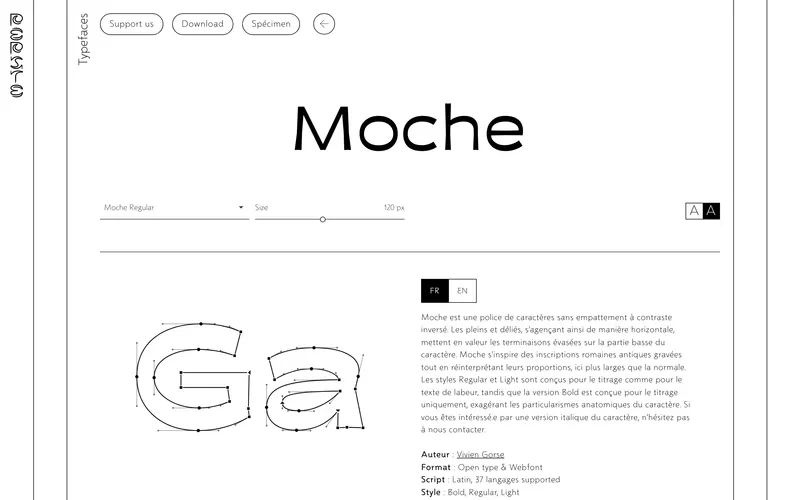 Typefaces
Support us
Download
Spécimen
Moche
Moche Regular
Size
120 px
A A
FR
EN
Moche est une police de caractères sans empattement à contraste
inversé. Les pleins et déliés, s'agençant ainsi de manière horizontale,
mettent en valeur les terminaisons évasées sur la partie basse du
caractère. Moche s'inspire des inscriptions romaines antiques gravées
tout en réinterprétant leurs proportions, ici plus larges que la normale.
Les styles Regular et Light sont conçus pour le titrage comme pour le
texte de labeur, tandis que la version Bold est conçue pour le titrage
uniquement, exagérant les particularismes anatomiques du caractère. Si
vous êtes intéressé.e par une version italique du caractère, n'hésitez pas
à nous contacter.
Auteur : Vivien Gorse
Format : Open type & Webfont
Script : Latin, 37 langages supported
Style : Bold, Regular, Light
Ga